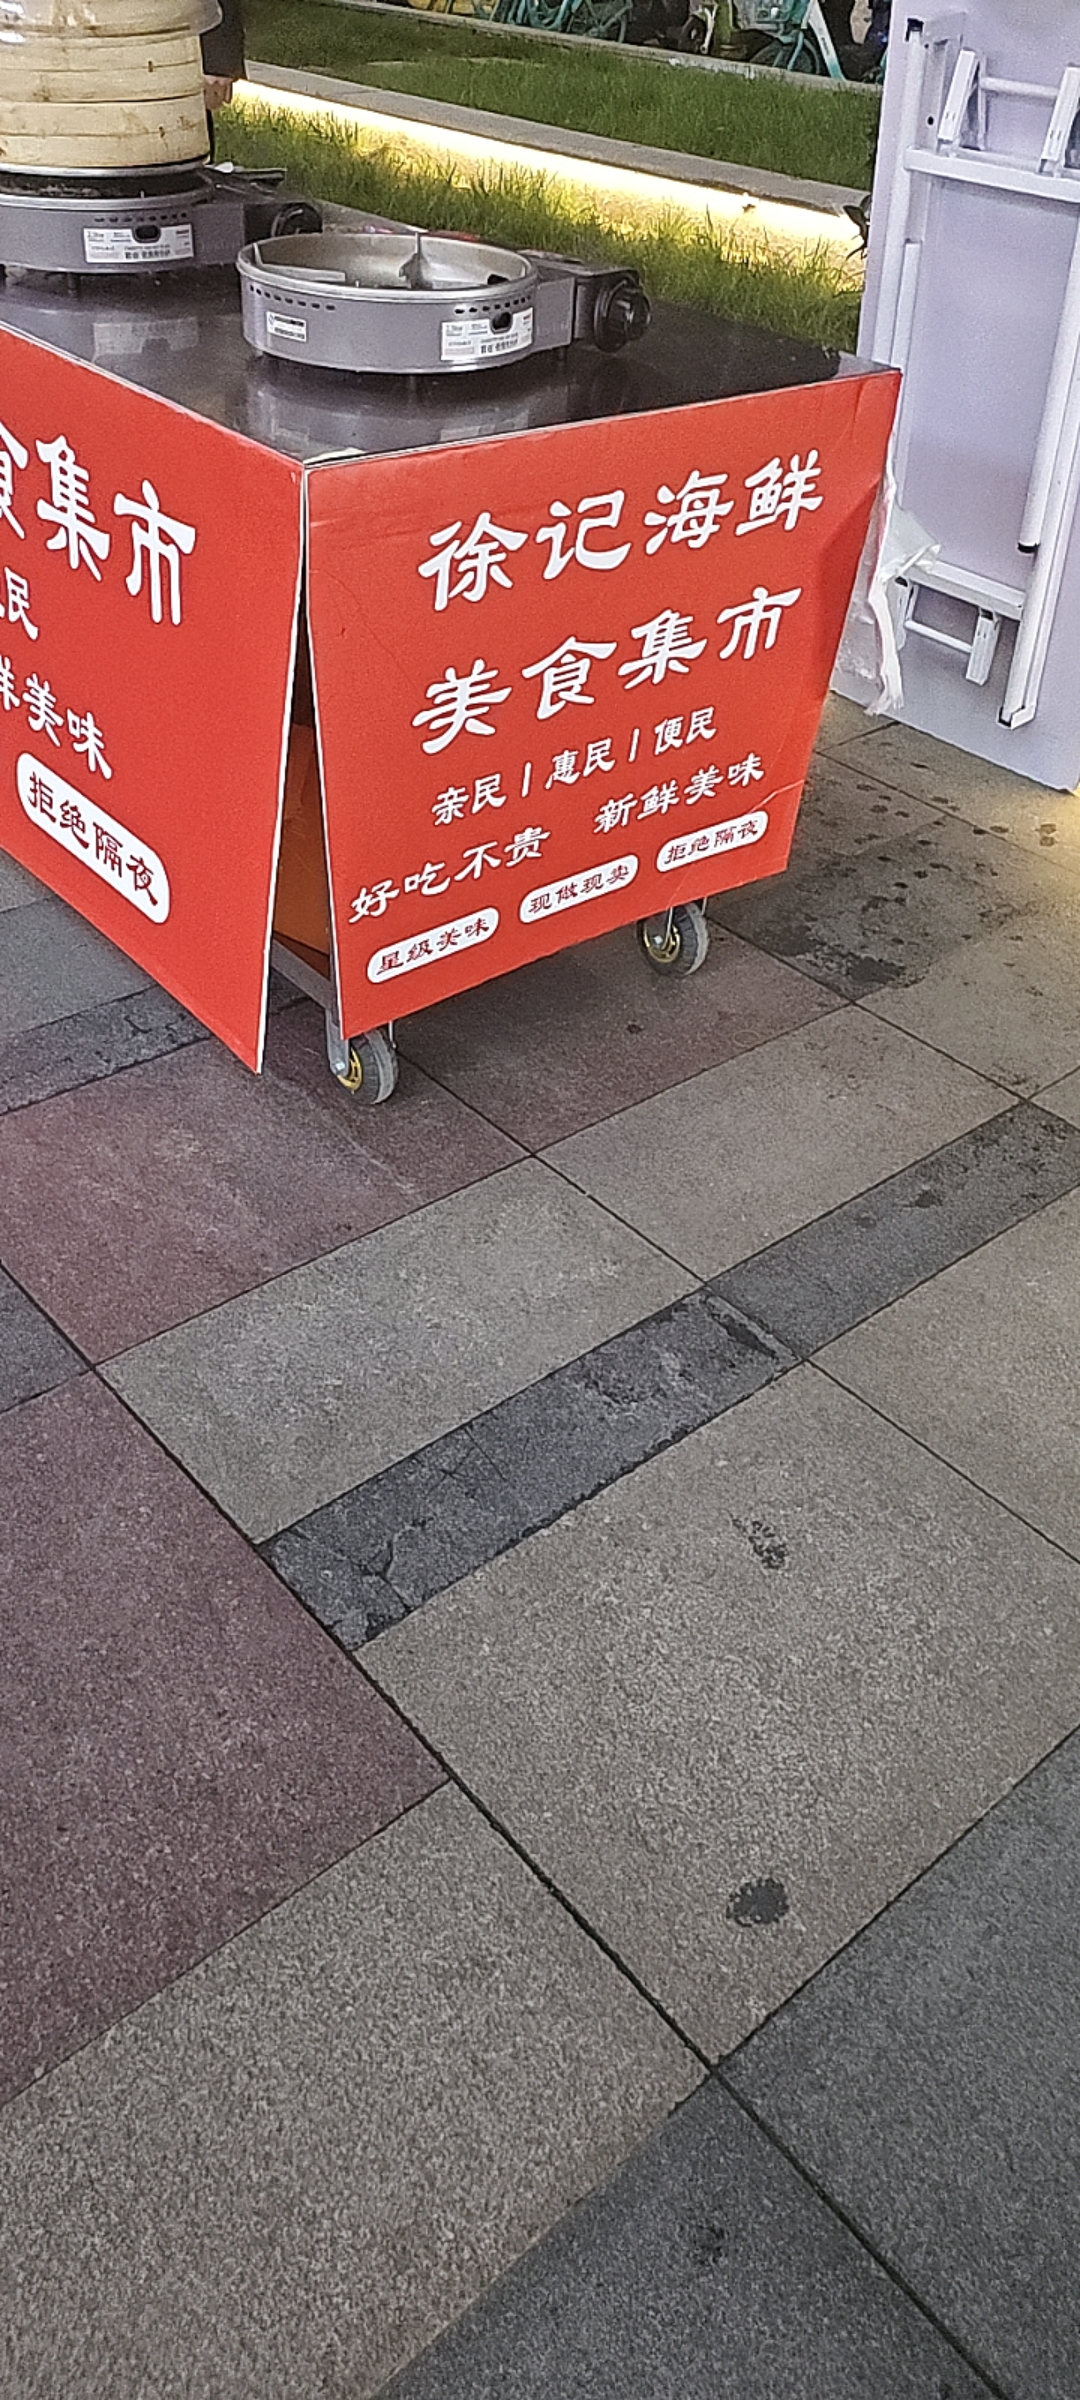 食集市
民
鲜美味
拒绝隔夜
徐记海鲜
美食集市
亲民 | 惠民 | 便民
好吃不贵 新鲜美味
星级美味 现做现卖 拒绝隔夜